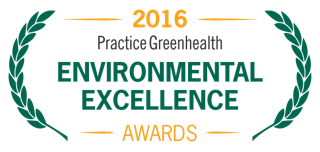 2016
Practice Greenhealth
ENVIRONMENTAL
EXCELLENCE
AWARDS